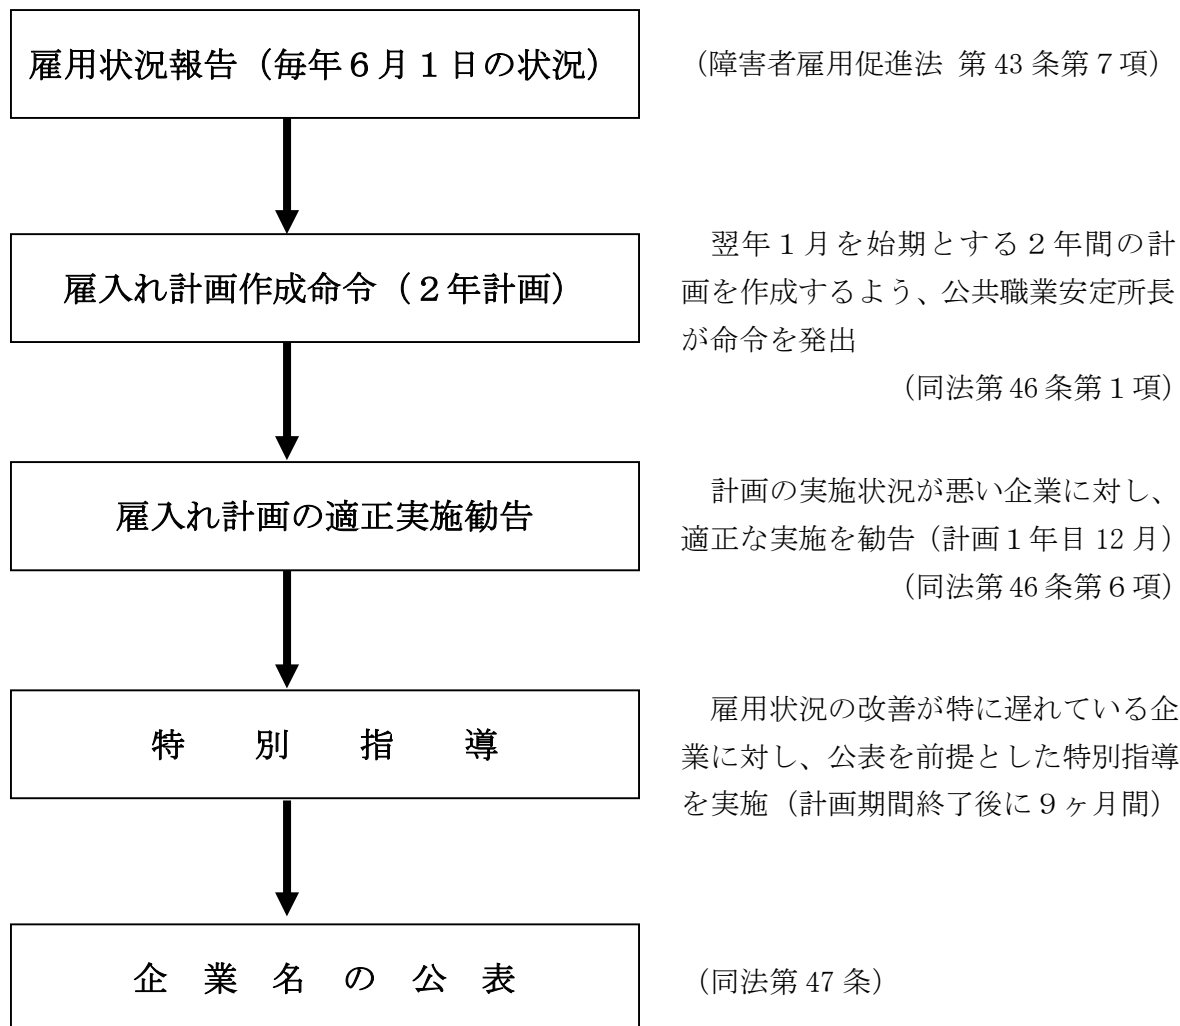 雇用状況報告（毎年６月１日の状況）
（障害者雇用促進法 第 43 条第７項）
雇入れ計画作成命令（２年計画）
翌年１月を始期とする２年間の計
画を作成するよう、公共職業安定所長
が命令を発出
（同法第 46 条第１項）
雇入れ計画の適正実施勧告
計画の実施状況が悪い企業に対し、
適正な実施を勧告（計画１年目 12 月）
（同法第 46 条第６項）
特　別　指　導
雇用状況の改善が特に遅れている企
業に対し、公表を前提とした特別指導
を実施（計画期間終了後に９ヶ月間）
企　業　名　の　公　表
（同法第 47 条）